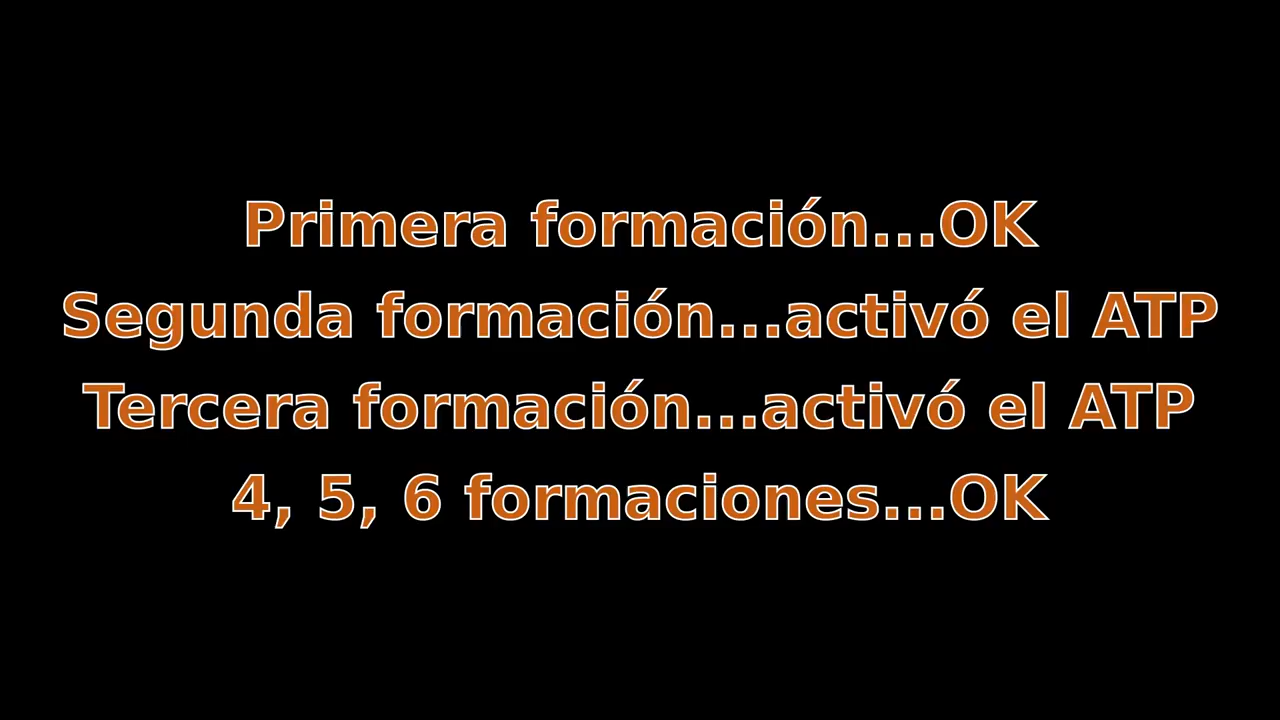 Primera formación...OK
Segunda formación...activó el ATP
Tercera formación...activó el ATP
4, 5, 6 formaciones...OK